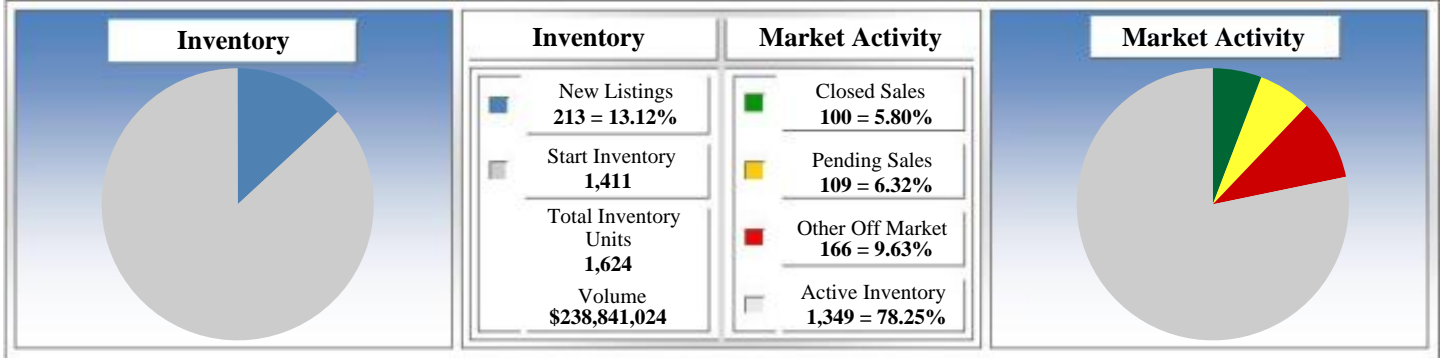 Inventory
Inventory
New Listings
213 = 13.12%
Start Inventory
1,411
Total Inventory
Units
1,624
Volume
$238,841,024
Market Activity
Closed Sales
100 = 5.80%
Pending Sales
109 = 6.32%
Other Off Market
166 = 9.63%
Active Inventory
1,349 = 78.25%
Market Activity